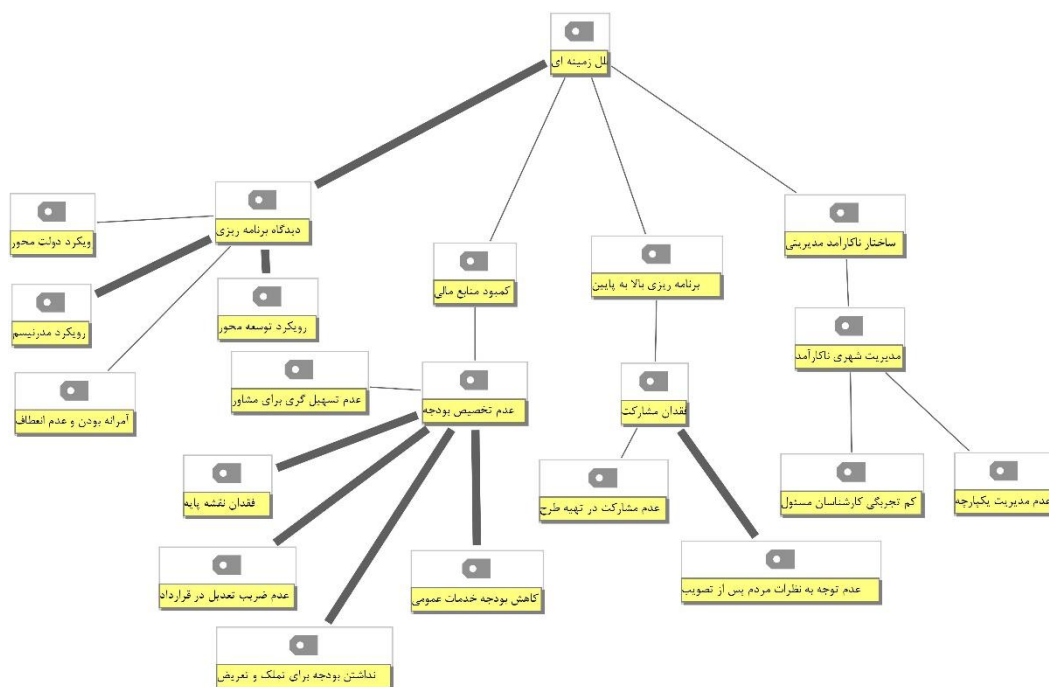 علل زمینه ای
دیدگاه برنامه ریزی
ویکرد دولت محور
رویکرد مدرنیسم
رویکرد توسعه محور
آمرانه بودن و عدم انعطاف
کمبود منابع مالی
عدم تخصیص بودجه
عدم تسهیل گری برای مشاور
فقدان نقشه پایه
عدم ضریب تعدیل در قرارداد
نداشتن بودجه برای تملک و تعریض
کاهش بودجه خدمات عمومی
برنامه ریزی بالا به پایین
فقدان مشارکت
عدم مشارکت در تهیه طرح
عدم توجه به نظرات مردم پس از تصویب
ساختار ناکارآمد مدیریتی
مدیریت شهری ناکارآمد
کم تجربگی کارشناسان مسئول
عدم مدیریت یکپارچه